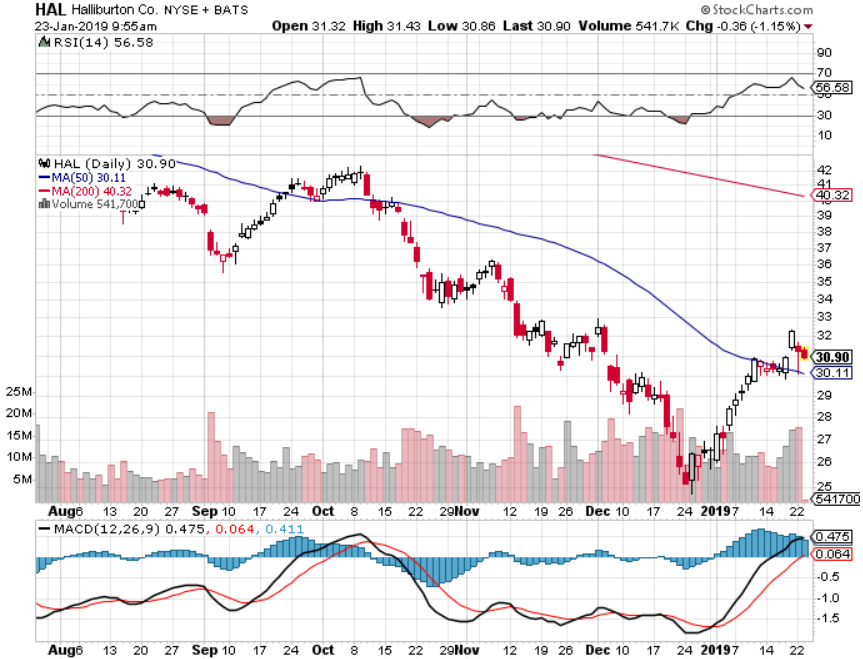 HAL Halliburton Co. NYSE + BATS
© StockCharts.com
23-Jan-2019 9:55am
Open 31.32 High 31.43 Low 30.86 Last 30.90 Volume 541.7K Chg -0.36 (-1.15%)
RSI(14) 56.58
90
70
56.58
30
10
HAL (Daily) 30.90
MA(50) 30.11
MA(200) 40.32
Volume 541,700
42
41
40.32
39
38
37
36
35
34
33
32
30.90
30.11
29
28
27
26
25
541700
25M
20M
15M
10M
5M
Aug 6 13 20 27 Sep 10 17 24 Oct 8 15 22 29 Nov 12 19 26 Dec 10 17 24 2019 7 14 22
MACD(12,26,9) 0.475, 0.064, 0.411
0.475
0.064
-0.5
-1.0
-1.5
Aug 6 13 20 27 Sep 10 17 24 Oct 8 15 22 29 Nov 12 19 26 Dec 10 17 24 2019 7 14 22